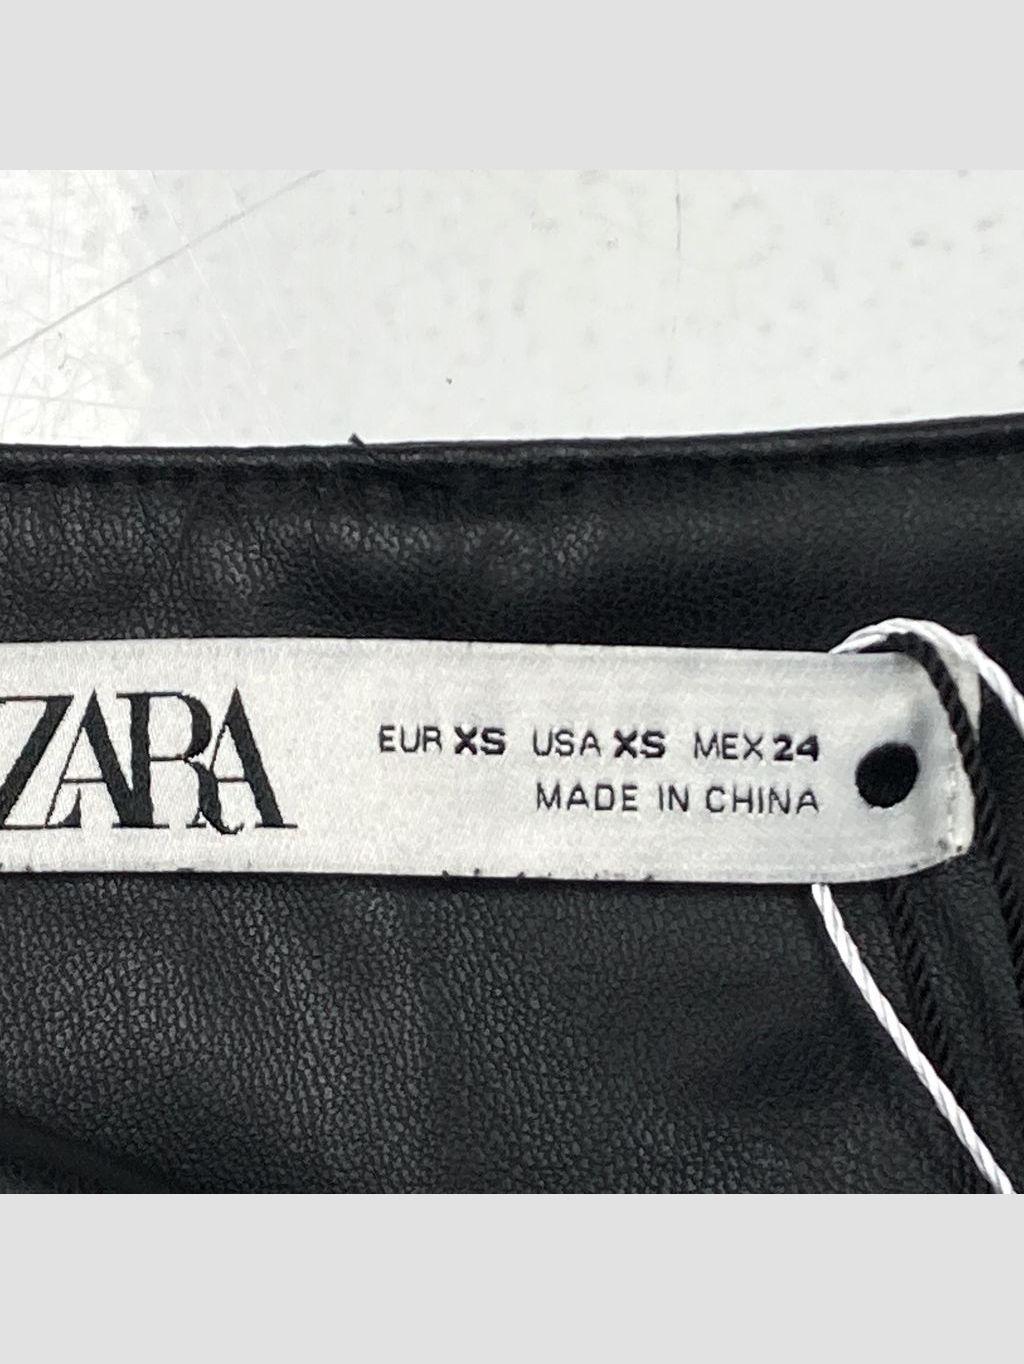 ZARA
EUR XS USA XS MEX 24
MADE IN CHINA